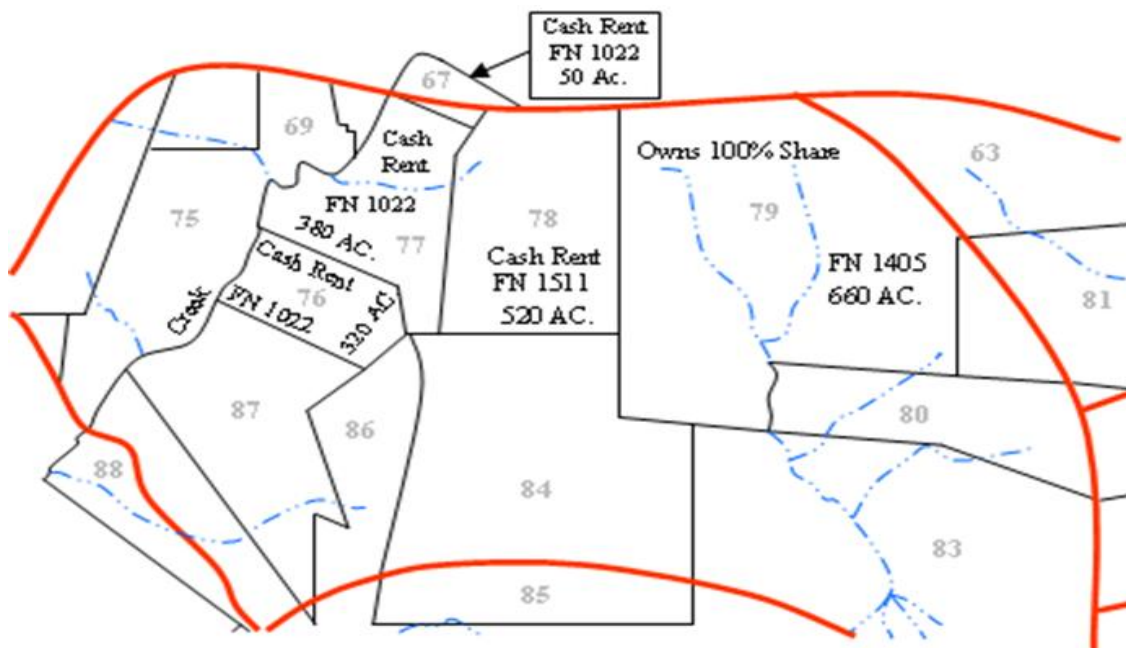 Cash Rent
FN 1022
50 Ac.
67
69
Cash
Rent
FN 1022
380 AC.
77
75
78
Cash Rent
FN 1511
520 AC.
Owns 100% Share
79
FN 1405
660 AC.
63
81
Cash Rent
76
FN 1022
320 AC.
Crook
87
86
80
88
84
83
85